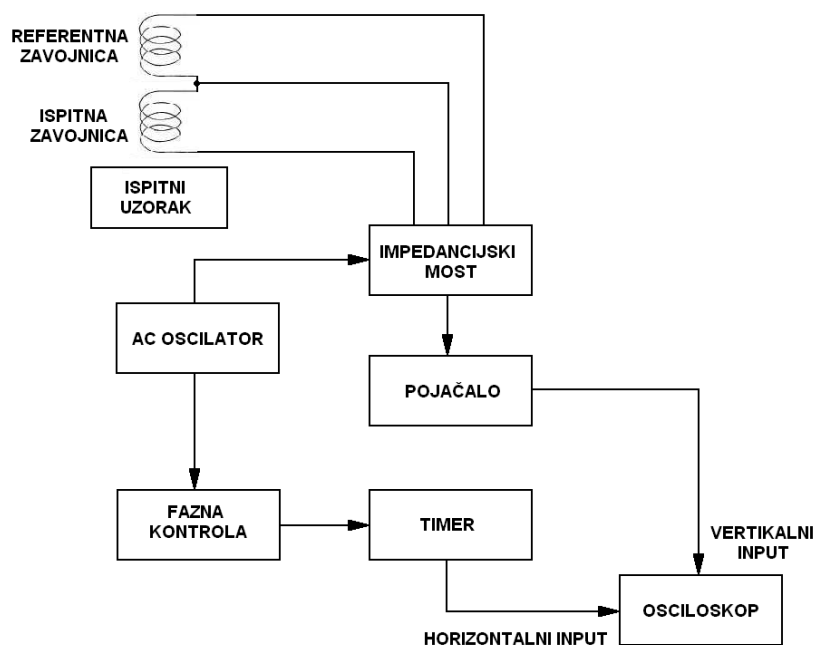 REFERENTNA
ZAVOJNICA
ISPITNA
ZAVOJNICA
ISPITNI
UZORAK
IMPEDANCIJSKI
MOST
AC OSCILATOR
POJAČALO
FAZNA
KONTROLA
TIMER
VERTIKALNI
INPUT
OSCILOSKOP
HORIZONTALNI INPUT